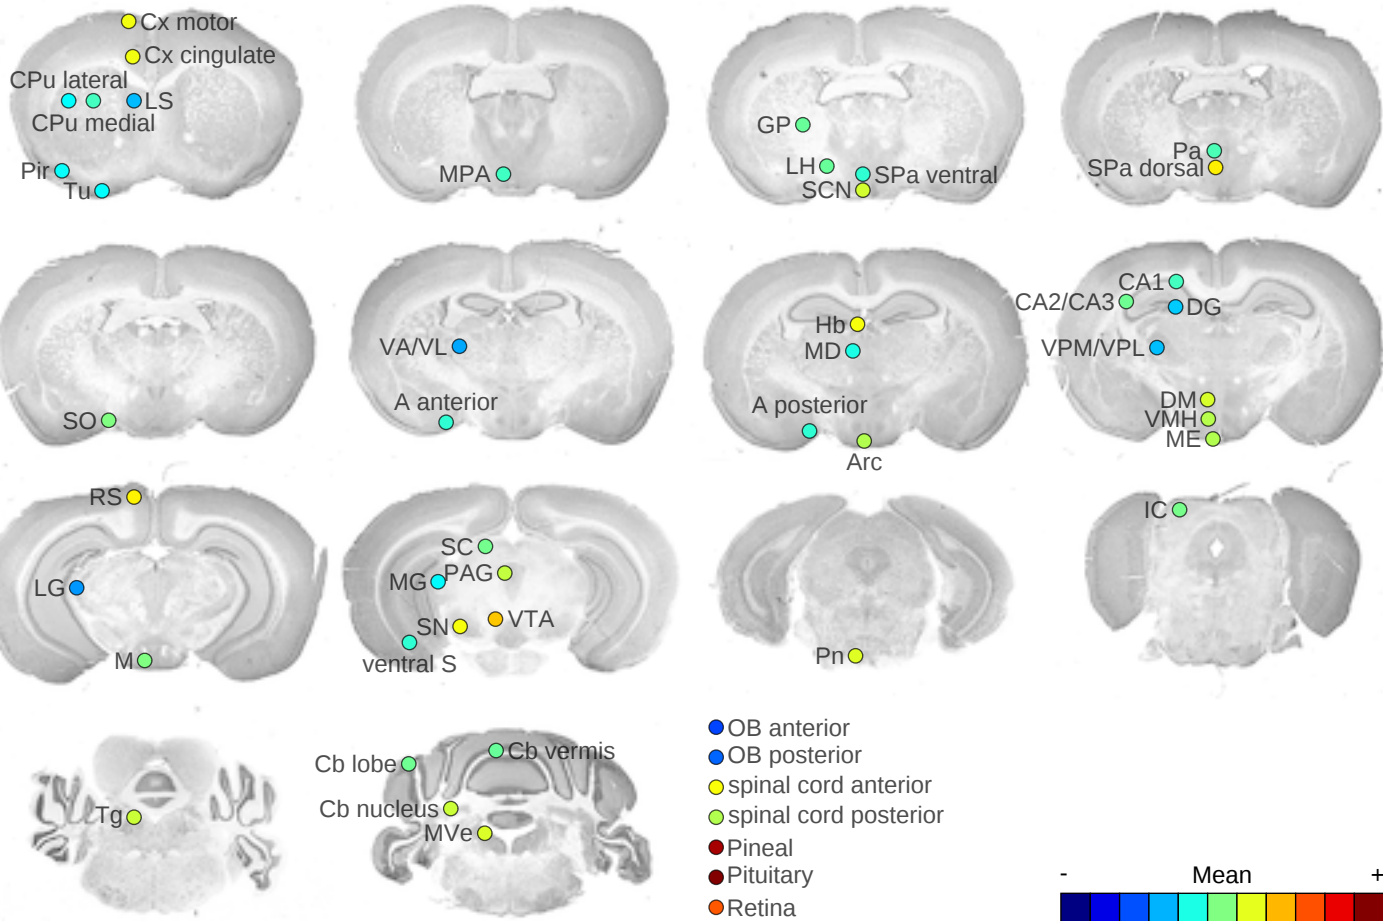 Cx motor
Cx cingulate
CPu lateral
LS
CPu medial
Pir
Tu
MPA
GP
LH
SPa ventral
SCN
Pa
SPa dorsal
SO
VA/VL
A anterior
Hb
MD
A posterior
Arc
CA1
CA2/CA3
DG
VPM/VPL
DM
VMH
ME
RS
LG
M
SC
PAG
MG
SN
VTA
ventral S
Pn
IC
Tg
Cb lobe
Cb vermis
Cb nucleus
MVe
OB anterior
OB posterior
spinal cord anterior
spinal cord posterior
Pineal
Pituitary
Retina
- Mean +